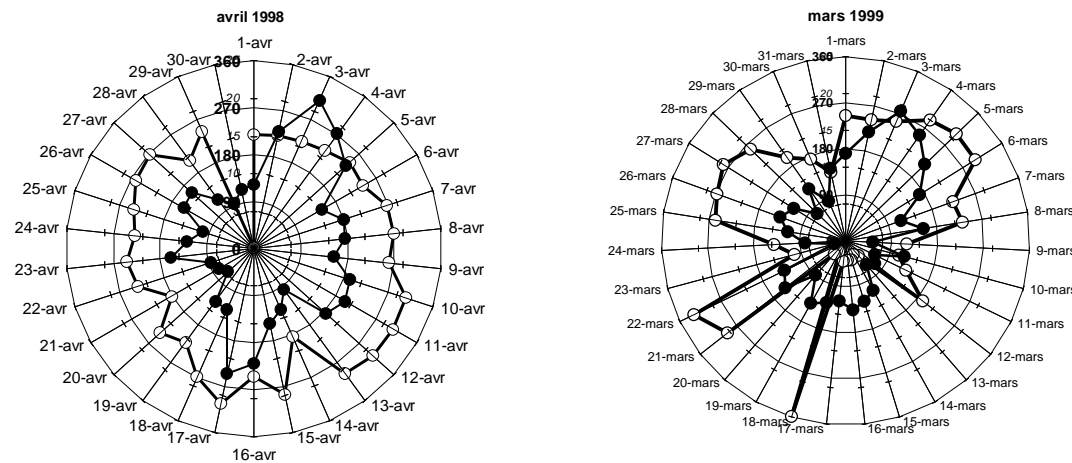 avril 1998
1-avr
2-avr
3-avr
4-avr
5-avr
6-avr
7-avr
8-avr
9-avr
10-avr
11-avr
12-avr
13-avr
14-avr
15-avr
16-avr
17-avr
18-avr
19-avr
20-avr
21-avr
22-avr
23-avr
24-avr
25-avr
26-avr
27-avr
28-avr
29-avr
30-avr
360
20
270
15
180
10
0
mars 1999
1-mars
2-mars
3-mars
4-mars
5-mars
6-mars
7-mars
8-mars
9-mars
10-mars
11-mars
12-mars
13-mars
14-mars
15-mars
16-mars
17-mars
18-mars
19-mars
20-mars
21-mars
22-mars
23-mars
24-mars
25-mars
26-mars
27-mars
28-mars
29-mars
30-mars
31-mars
360
20
270
15
180